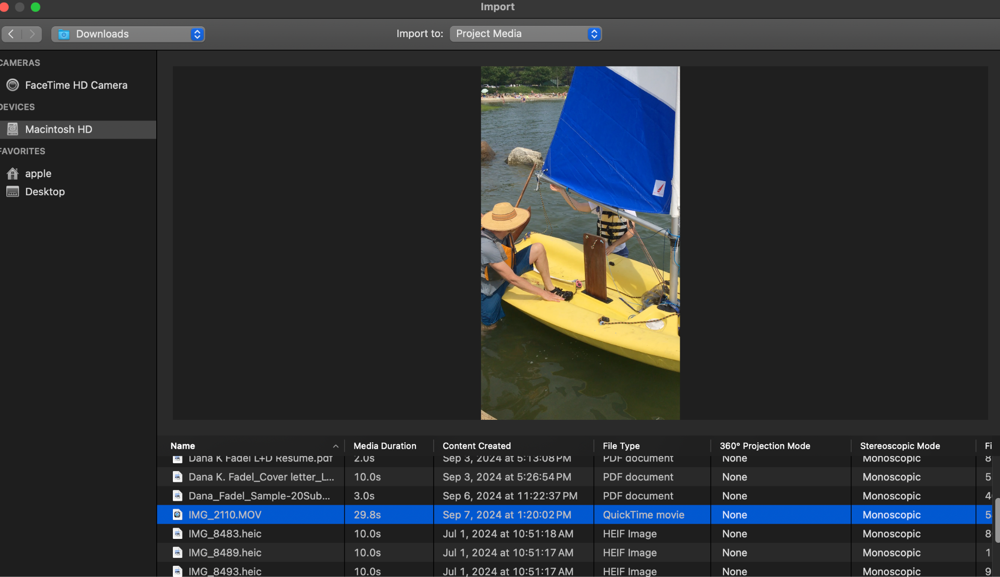 Import
Downloads
Import to: Project Media
CAMERAS
FaceTime HD Camera
DEVICES
Macintosh HD
FAVORITES
apple
Desktop
Name Media Duration Content Created File Type 360° Projection Mode Stereoscopic Mode Fi
Dana K Fadel L+D Resume.pdf 2.0s Sep 3, 2024 at 5:13:08 PM PDF document None Monoscopic 8
Dana K. Fadel_Cover letter_L... 10.0s Sep 3, 2024 at 5:26:54 PM PDF document None Monoscopic 5
Dana_Fadel_Sample-20Sub... 3.0s Sep 6, 2024 at 11:22:37 PM PDF document None Monoscopic 4
IMG_2110.MOV 29.8s Sep 7, 2024 at 1:20:02 PM QuickTime movie None Monoscopic 5
IMG_8483.heic 10.0s Jul 1, 2024 at 10:51:18 AM HEIF Image None Monoscopic 8
IMG_8489.heic 10.0s Jul 1, 2024 at 10:51:17 AM HEIF Image None Monoscopic 1
IMG_8493.heic 10.0s Jul 1, 2024 at 10:51:17 AM HEIF Image None Monoscopic 9